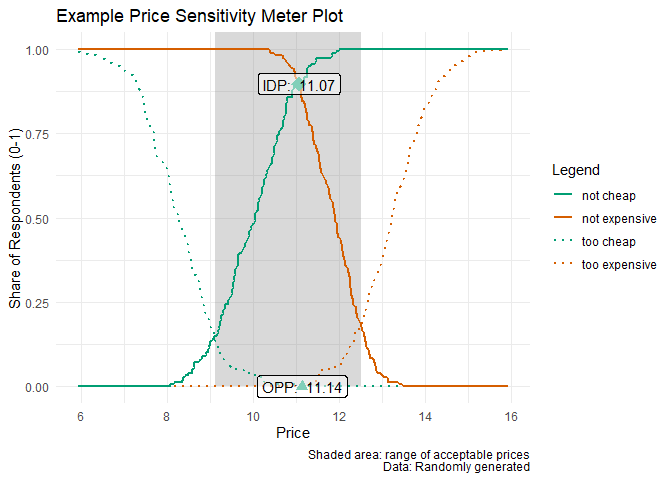 Example Price Sensitivity Meter Plot
Share of Respondents (0-1)
1.00
0.75
0.50
0.25
0.00
IDP: 11.07
OPP: 11.14
6 8 10 12 14 16
Price
Legend
not cheap
not expensive
too cheap
too expensive
Shaded area: range of acceptable prices
Data: Randomly generated